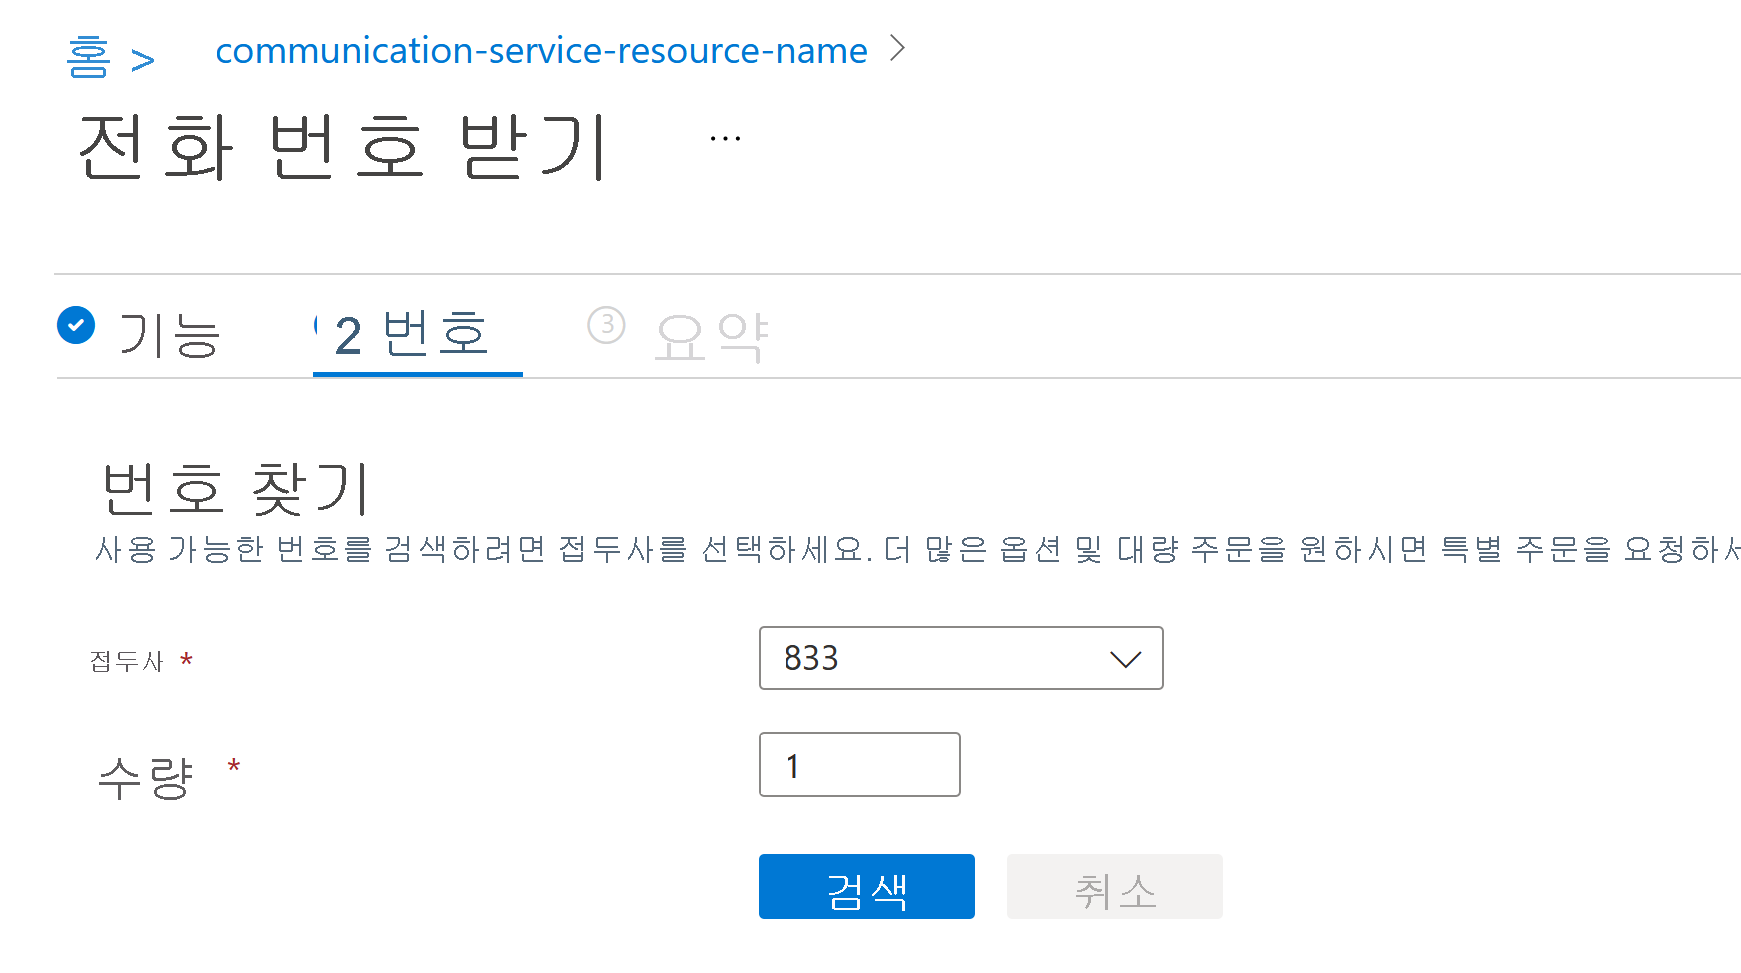 홈 > communication-service-resource-name >
전화 번호 받기 ...
기능 2 번호 3 요약
번호 찾기
사용 가능한 번호를 검색하려면 접두사를 선택하세요. 더 많은 옵션 및 대량 주문을 원하시면 특별 주문을 요청하
접두사 * 833
수량 * 1
검색 취소